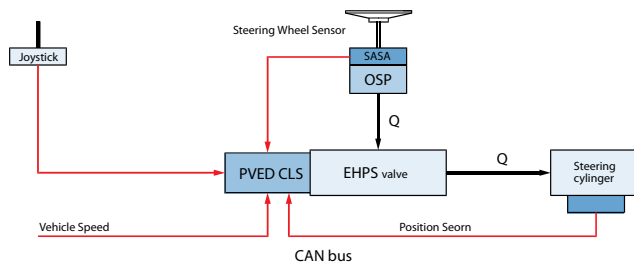 Steering Wheel Sensor
Joystick
SASA
OSP
Q
PVED CLS
EHPS valve
Q
Steering
cylinger
Vehicle Speed
Position Seorn
CAN bus